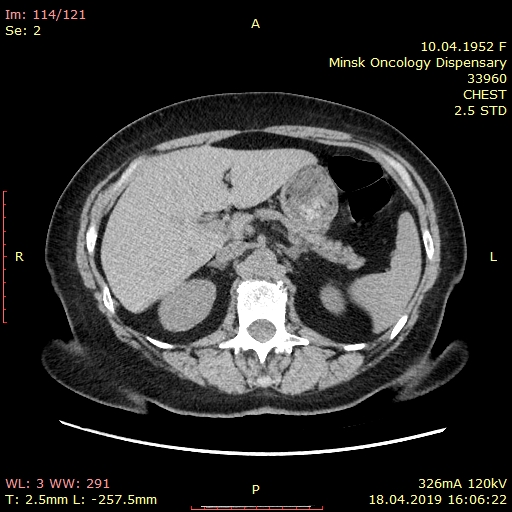 Im: 114/121
Se: 2
A
10.04.1952 F
Minsk Oncology Dispensary
33960
CHEST
2.5 STD
R
L
WL: 3 WW: 291
T: 2.5mm L: -257.5mm
P
326mA 120kV
18.04.2019 16:06:22